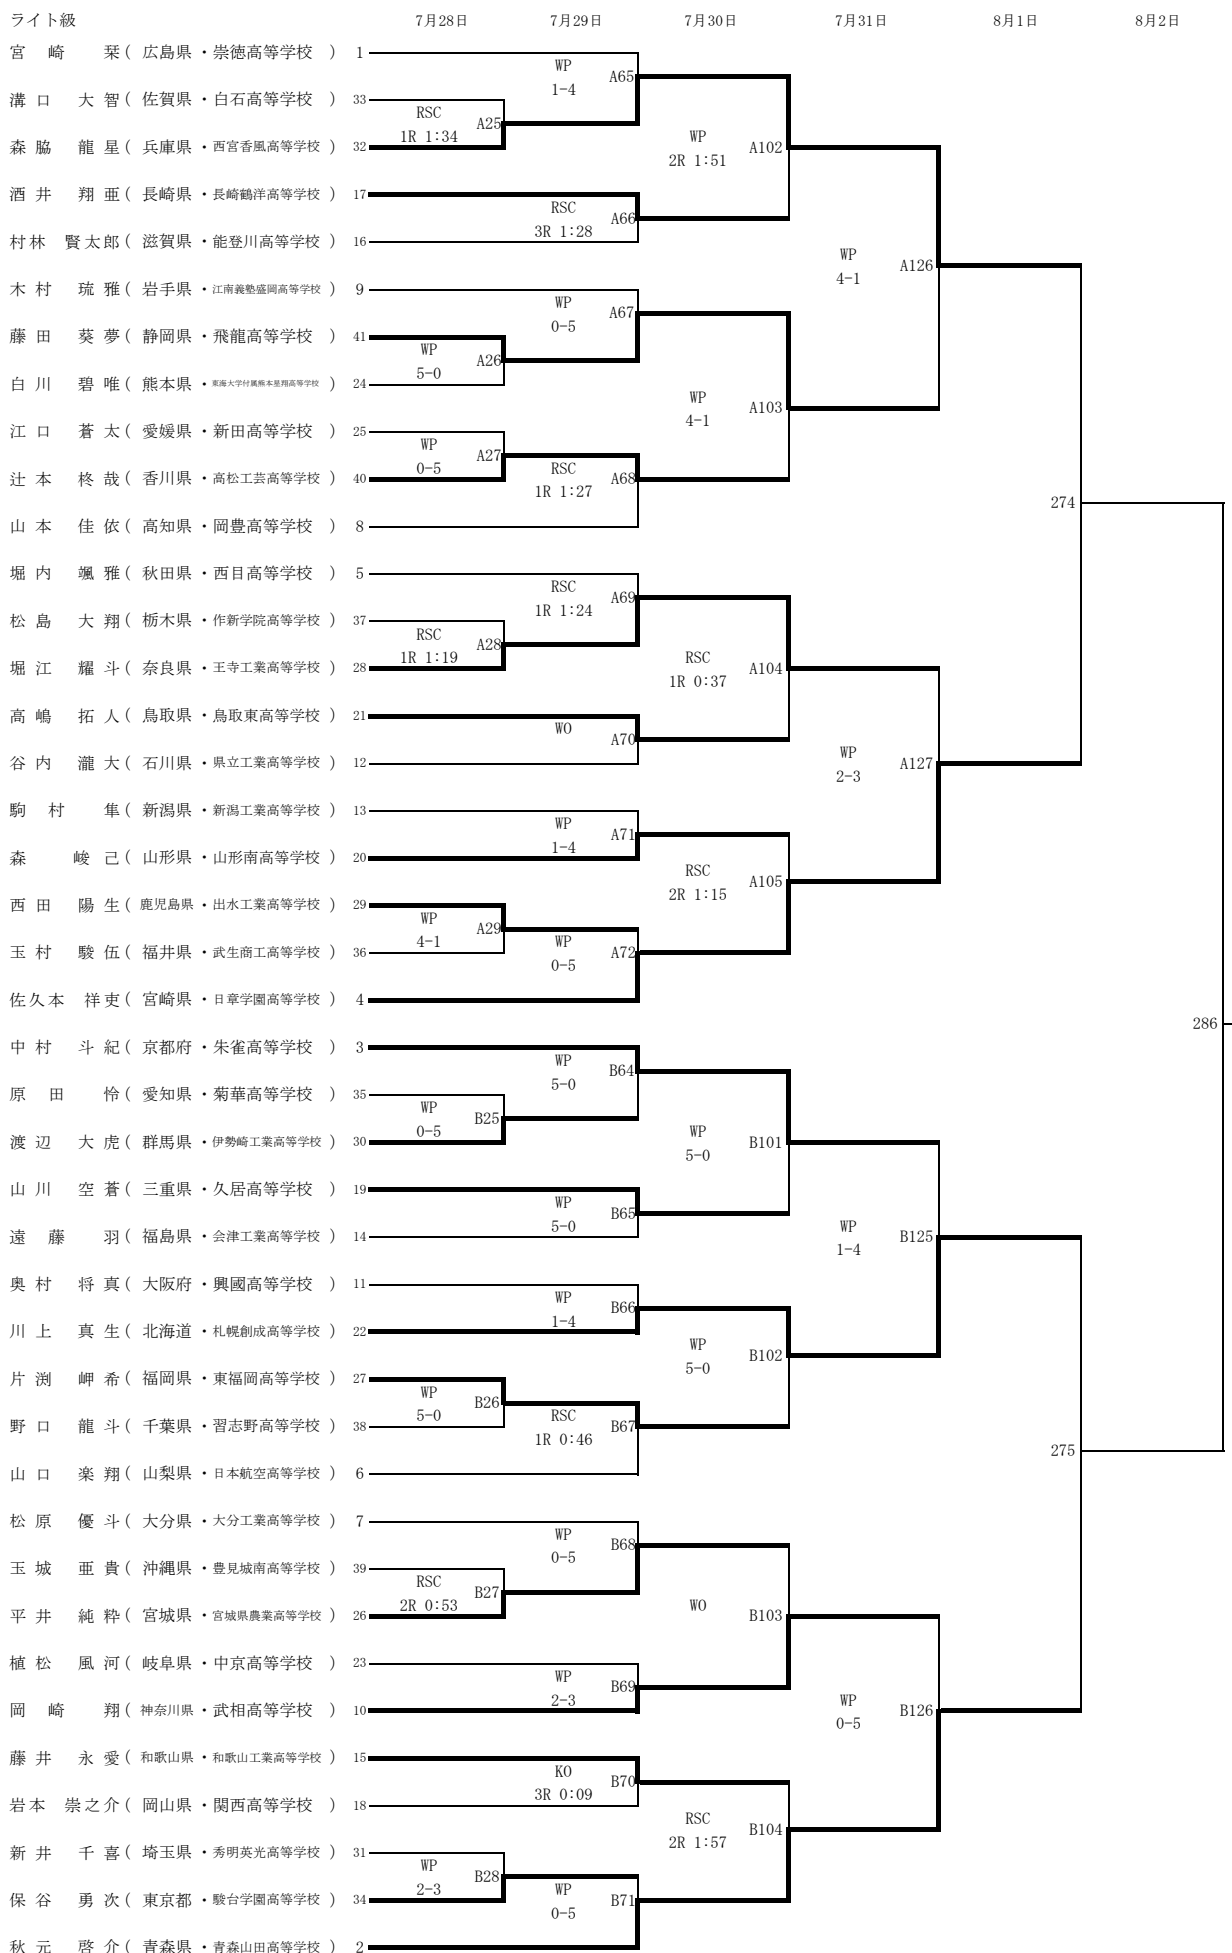 ライト級 7月28日 7月29日 7月30日 7月31日 8月1日 8月2日
宮崎 栞 ( 広島県 ・ 崇徳高等学校 ) 1
WP
A65
1-4
溝口 大智 ( 佐賀県 ・ 白石高等学校 ) 33
RSC
A25
1R 1:34
WP
A102
2R 1:51
森脇 龍星 ( 兵庫県 ・ 西宮香風高等学校 ) 32
酒井 翔亜 ( 長崎県 ・ 長崎鶴洋高等学校 ) 17
RSC
A66
3R 1:28
村林 賢太郎 ( 滋賀県 ・ 能登川高等学校 ) 16
WP
A126
4-1
木村 琉雅 ( 岩手県 ・ 江南義塾盛岡高等学校 ) 9
WP
A67
0-5
藤田 葵夢 ( 静岡県 ・ 飛龍高等学校 ) 41
WP
A26
5-0
白川 碧唯 ( 熊本県 ・ 東海大学付属熊本星翔高等学校 ) 24
WP
A103
4-1
江口 蒼太 ( 愛媛県 ・ 新田高等学校 ) 25
WP
A27
0-5
RSC
A68
1R 1:27
辻本 柊哉 ( 香川県 ・ 高松工芸高等学校 ) 40
274
山本 佳依 ( 高知県 ・ 岡豊高等学校 ) 8
堀内 颯雅 ( 秋田県 ・ 西目高等学校 ) 5
RSC
A69
1R 1:24
松島 大翔 ( 栃木県 ・ 作新学院高等学校 ) 37
RSC
A28
1R 1:19
RSC
A104
1R 0:37
堀江 耀斗 ( 奈良県 ・ 王寺工業高等学校 ) 28
高嶋 拓人 ( 鳥取県 ・ 鳥取東高等学校 ) 21
WO
A70
谷内 瀧大 ( 石川県 ・ 県立工業高等学校 ) 12
WP
A127
2-3
駒村 隼 ( 新潟県 ・ 新潟工業高等学校 ) 13
WP
A71
1-4
森 峻己 ( 山形県 ・ 山形南高等学校 ) 20
RSC
A105
2R 1:15
西田 陽生 ( 鹿児島県 ・ 出水工業高等学校 ) 29
WP
A29
4-1
WP
A72
0-5
玉村 駿伍 ( 福井県 ・ 武生商工高等学校 ) 36
佐久本 祥吏 ( 宮崎県 ・ 日章学園高等学校 ) 4
286
中村 斗紀 ( 京都府 ・ 朱雀高等学校 ) 3
WP
B64
5-0
原田 怜 ( 愛知県 ・ 菊華高等学校 ) 35
WP
B25
0-5
WP
B101
5-0
渡辺 大虎 ( 群馬県 ・ 伊勢崎工業高等学校 ) 30
山川 空蒼 ( 三重県 ・ 久居高等学校 ) 19
WP
B65
5-0
遠藤 羽 ( 福島県 ・ 会津工業高等学校 ) 14
WP
B125
1-4
奥村 将真 ( 大阪府 ・ 興國高等学校 ) 11
WP
B66
1-4
川上 真生 ( 北海道 ・ 札幌創成高等学校 ) 22
WP
B102
5-0
片渕 岬希 ( 福岡県 ・ 東福岡高等学校 ) 27
WP
B26
5-0
RSC
B67
1R 0:46
野口 龍斗 ( 千葉県 ・ 習志野高等学校 ) 38
275
山口 楽翔 ( 山梨県 ・ 日本航空高等学校 ) 6
松原 優斗 ( 大分県 ・ 大分工業高等学校 ) 7
WP
B68
0-5
玉城 亜貴 ( 沖縄県 ・ 豊見城南高等学校 ) 39
RSC
B27
2R 0:53
WO
B103
平井 純粋 ( 宮城県 ・ 宮城県農業高等学校 ) 26
植松 風河 ( 岐阜県 ・ 中京高等学校 ) 23
WP
B69
2-3
岡崎 翔 ( 神奈川県 ・ 武相高等学校 ) 10
WP
B126
0-5
藤井 永愛 ( 和歌山県 ・ 和歌山工業高等学校 ) 15
KO
B70
3R 0:09
岩本 崇之介 ( 岡山県 ・ 関西高等学校 ) 18
RSC
B104
2R 1:57
新井 千喜 ( 埼玉県 ・ 秀明英光高等学校 ) 31
WP
B28
2-3
WP
B71
0-5
保谷 勇次 ( 東京都 ・ 駿台学園高等学校 ) 34
秋元 啓介 ( 青森県 ・ 青森山田高等学校 ) 2